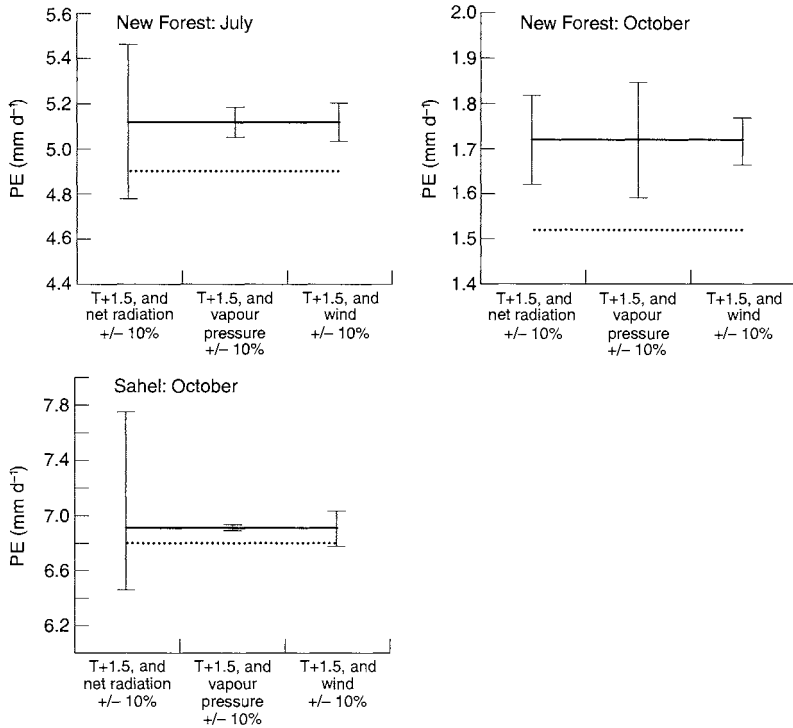 New Forest: July
PE (mm d⁻¹)
5.6
5.4
5.2
5.0
4.8
4.6
4.4
T+1.5, and
net radiation
+/− 10%
T+1.5, and
vapour
pressure
+/− 10%
T+1.5, and
wind
+/− 10%
New Forest: October
PE (mm d⁻¹)
2.0
1.9
1.8
1.7
1.6
1.5
1.4
T+1.5, and
net radiation
+/− 10%
T+1.5, and
vapour
pressure
+/− 10%
T+1.5, and
wind
+/− 10%
Sahel: October
PE (mm d⁻¹)
7.8
7.4
7.0
6.6
6.2
T+1.5, and
net radiation
+/− 10%
T+1.5, and
vapour
pressure
+/− 10%
T+1.5, and
wind
+/− 10%